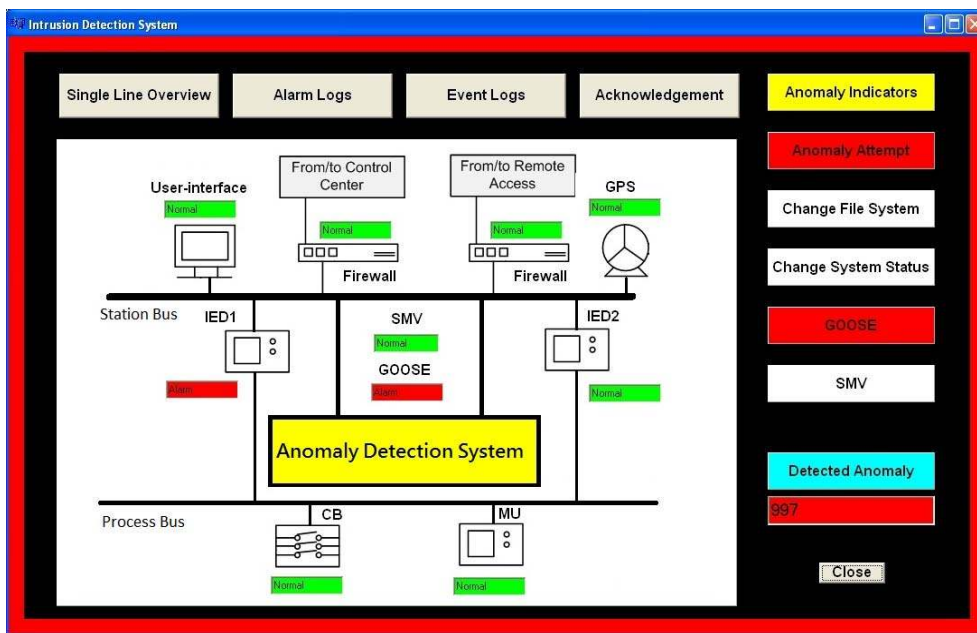 Intrusion Detection System
Single Line Overview
Alarm Logs
Event Logs
Acknowledgement
Anomaly Indicators
Anomaly Attempt
Change File System
Change System Status
GOOSE
SMV
Detected Anomaly
997
Close
From/to Control
Center
From/to Remote
Access
User-interface
Normal
Normal
Normal
GPS
Normal
Firewall
Firewall
Station Bus
IED1
SMV
Normal
IED2
GOOSE
Alarm
Alarm
Normal
Anomaly Detection System
Process Bus
CB
MU
Normal
Normal